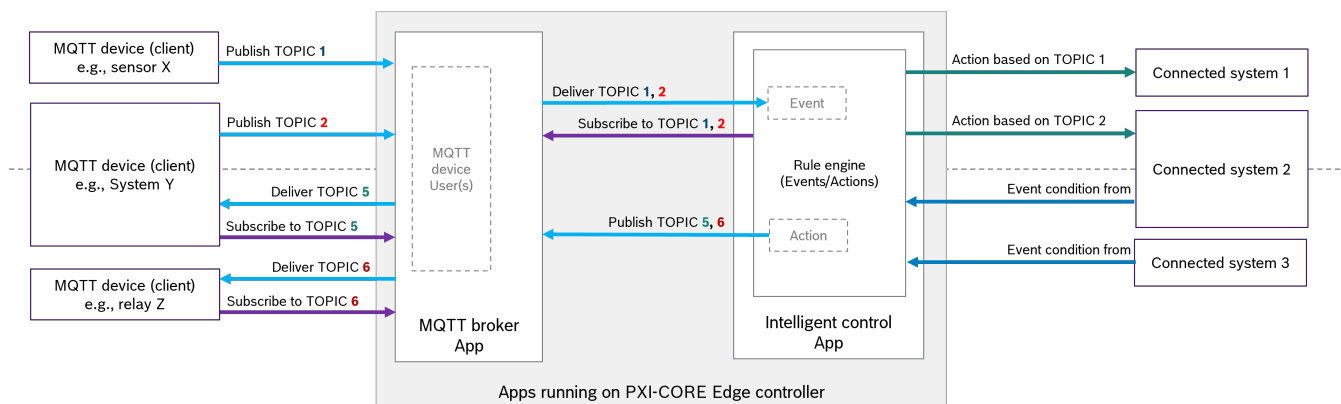 MQTT device (client)
e.g., sensor X
Publish TOPIC 1
MQTT device (client)
e.g., System Y
Publish TOPIC 2
Deliver TOPIC 5
Subscribe to TOPIC 5
MQTT device (client)
e.g., relay Z
Deliver TOPIC 6
Subscribe to TOPIC 6
MQTT
device
User(s)
MQTT broker
App
Deliver TOPIC 1, 2
Subscribe to TOPIC 1, 2
Publish TOPIC 5, 6
Event
Rule engine
(Events/Actions)
Action
Intelligent control
App
Action based on TOPIC 1
Connected system 1
Action based on TOPIC 2
Event condition from
Connected system 2
Event condition from
Connected system 3
Apps running on PXI-CORE Edge controller